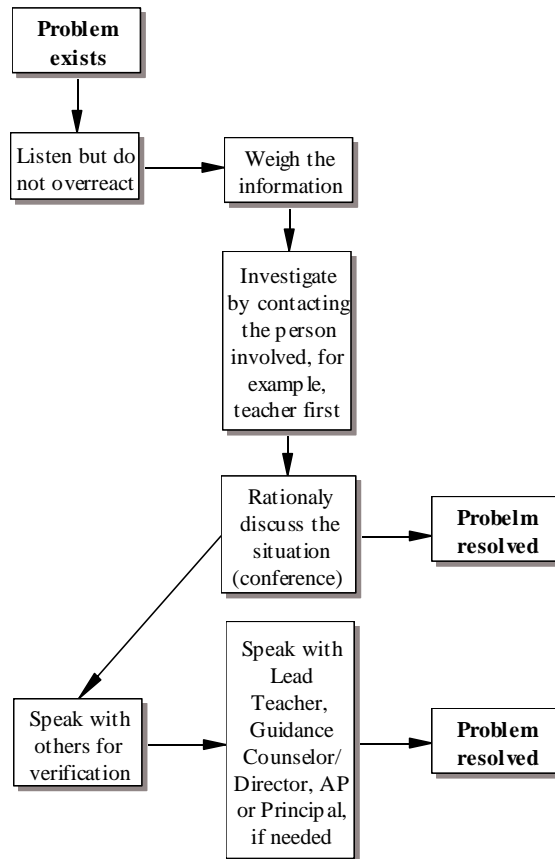 Problem
exists
Listen but do
not overreact
Weigh the
information
Investigate
by contacting
the person
involved, for
example,
teacher first
Rationaly
discuss the
situation
(conference)
Probelm
resolved
Speak with
others for
verification
Speak with
Lead
Teacher,
Guidance
Counselor/
Director, AP
or Principal,
if needed
Problem
resolved